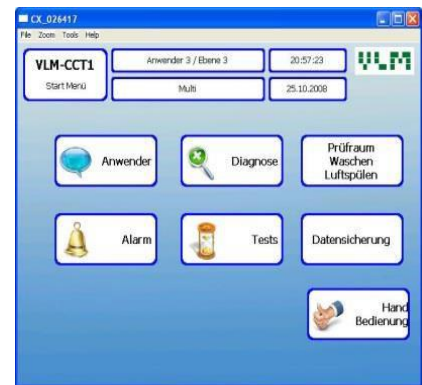 CX_026417
File Zoom Tools Help
VLM-CCT1
Start Menü
Anwender 3 / Ebene 3
20:57:23
VLM
Multi
25.10.2008
Anwender
Diagnose
Prüfraum
Waschen
Luftspülen
Alarm
Tests
Datensicherung
Hand
Bedienung